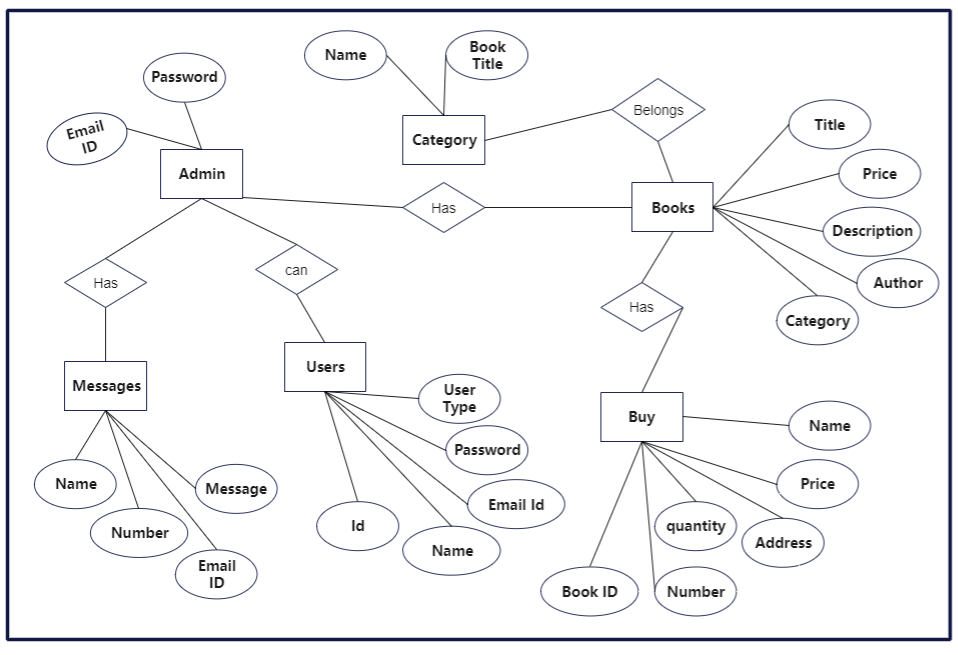 Name
Book
Title
Password
Email
ID
Category
Belongs
Title
Admin
Price
Has
Books
Description
Has
can
Author
Has
Category
Messages
Users
User
Type
Buy
Name
Password
Name
Message
Email Id
Price
Number
Id
Name
quantity
Address
Email
ID
Book ID
Number